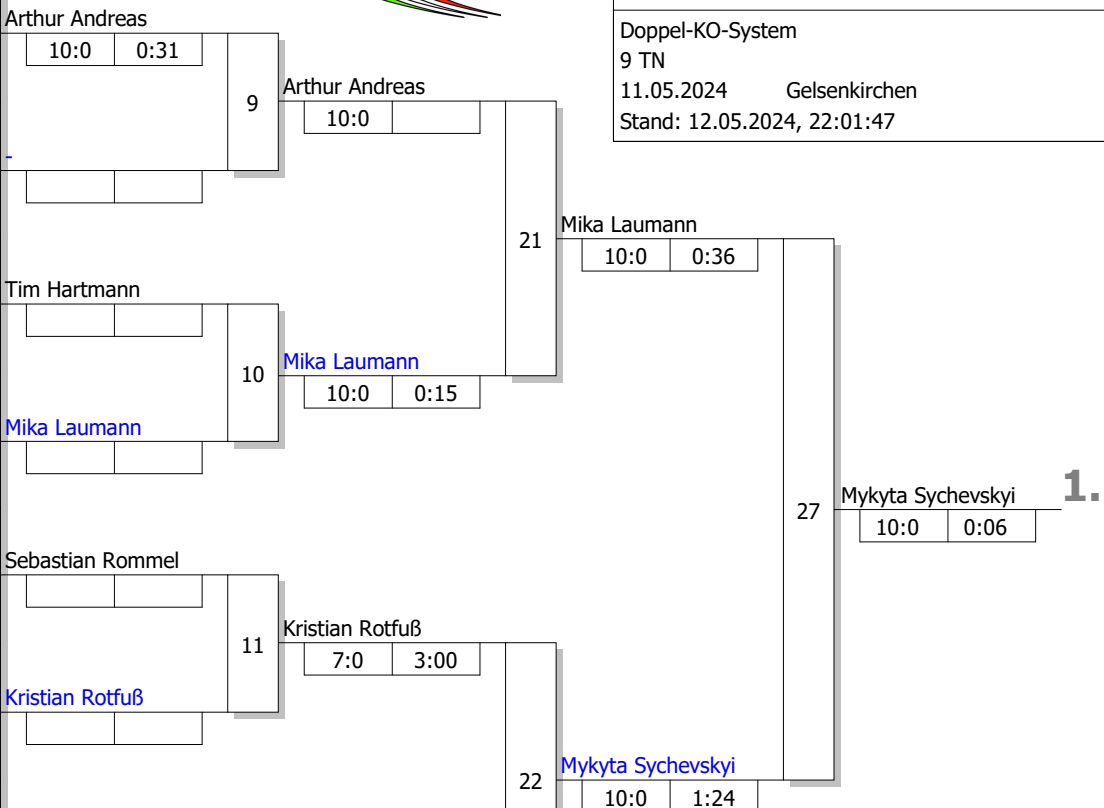 Doppel-KO-System
9 TN
11.05.2024 Gelsenkirchen
Stand: 12.05.2024, 22:01:47
Arthur Andreas
10:0 0:31
9
-
Arthur Andreas
10:0
Tim Hartmann
10
Mika Laumann
Mika Laumann
10:0 0:15
21
Mika Laumann
10:0 0:36
Sebastian Rommel
11
Kristian Rotfuß
Kristian Rotfuß
7:0 3:00
22
Mykyta Sychevskyi
10:0 1:24
27
Mykyta Sychevskyi 1.
10:0 0:06